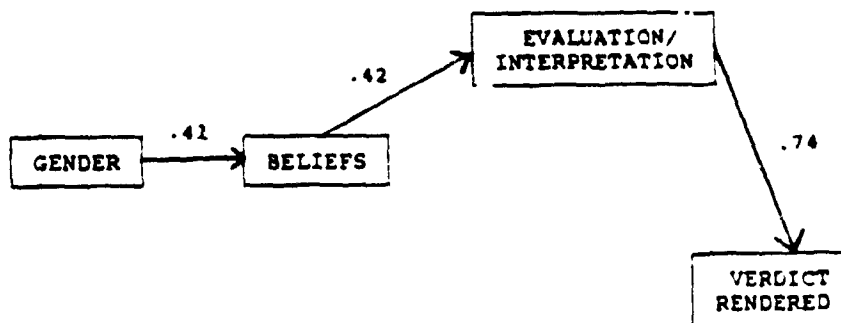 EVALUATION/
INTERPRETATION
.42
.41
GENDER
BELIEFS
.74
VERDICT
RENDERED